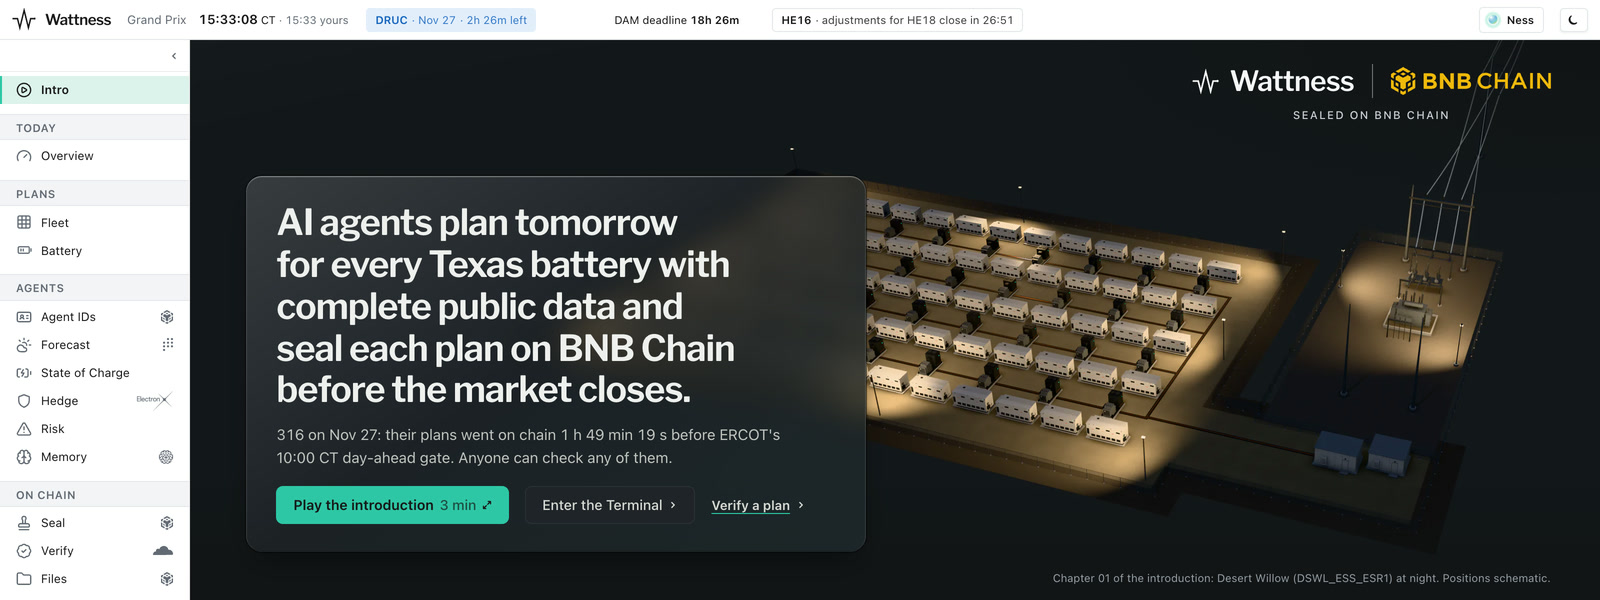 Wattness
Grand Prix
15:33:08 CT · 15:33 yours
DRUC · Nov 27 · 2h 26m left
DAM deadline 18h 26m
HE16 · adjustments for HE18 close in 26:51
Ness
Intro
TODAY
Overview
PLANS
Fleet
Battery
AGENTS
Agent IDs
Forecast
State of Charge
Hedge
ElectronX
Risk
Memory
ON CHAIN
Seal
Verify
Files
Wattness
BNB CHAIN
SEALED ON BNB CHAIN
AI agents plan tomorrow
for every Texas battery with
complete public data and
seal each plan on BNB Chain
before the market closes.
316 on Nov 27: their plans went on chain 1 h 49 min 19 s before ERCOT's
10:00 CT day-ahead gate. Anyone can check any of them.
Play the introduction 3 min
Enter the Terminal
Verify a plan
Chapter 01 of the introduction: Desert Willow (DSWL_ESS_ESR1) at night. Positions schematic.